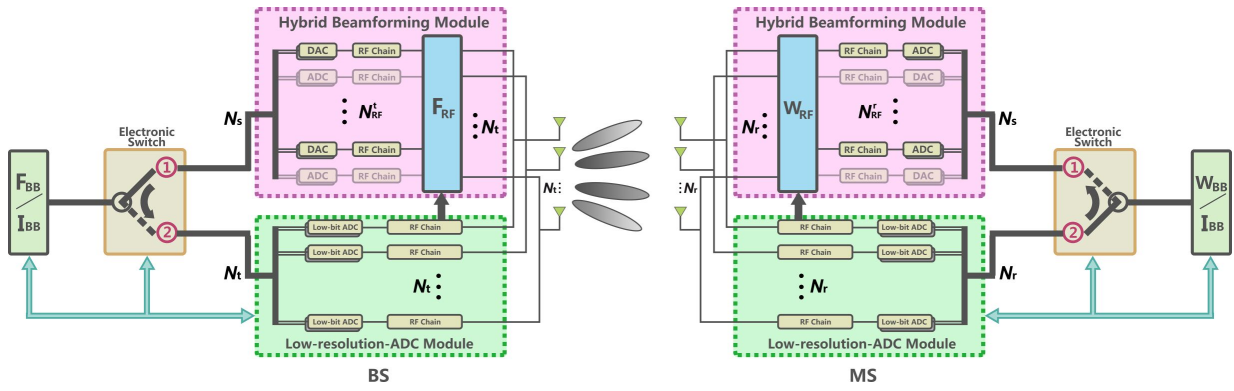 Hybrid Beamforming Module
DAC RF Chain
ADC RF Chain
N_RF^t
F_RF
N_t
DAC RF Chain
ADC RF Chain
N_s
Electronic
Switch
1
2
F_BB
I_BB
N_t
Low-bit ADC RF Chain
Low-bit ADC RF Chain
N_t
Low-bit ADC RF Chain
Low-resolution-ADC Module
BS
N_t
N_r
Hybrid Beamforming Module
RF Chain ADC
RF Chain DAC
N_r
W_RF
N_RF^r
RF Chain ADC
RF Chain DAC
N_s
Electronic
Switch
1
2
W_BB
I_BB
N_r
RF Chain Low-bit ADC
RF Chain Low-bit ADC
N_r
RF Chain Low-bit ADC
Low-resolution-ADC Module
MS